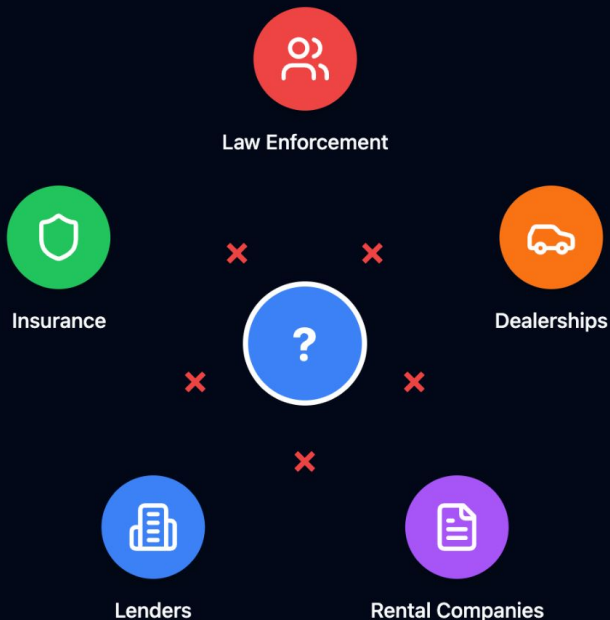 Law Enforcement
Insurance
Dealerships
?
Lenders
Rental Companies